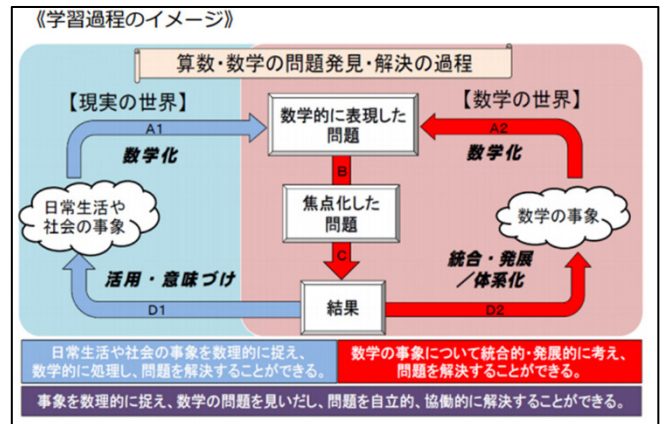 《学習過程のイメージ》
算数・数学の問題発見・解決の過程
【現実の世界】
【数学の世界】
A1
数学化
数学的に表現した
問題
A2
数学化
B
日常生活や
社会の事象
焦点化した
問題
数学の事象
C
活用・意味づけ
統合・発展
/体系化
D1
結果
D2
日常生活や社会の事象を数理的に捉え、
数学的に処理し、問題を解決することができる。
数学の事象について統合的・発展的に考え、
問題を解決することができる。
事象を数理的に捉え、数学の問題を見いだし、問題を自立的、協働的に解決することができる。